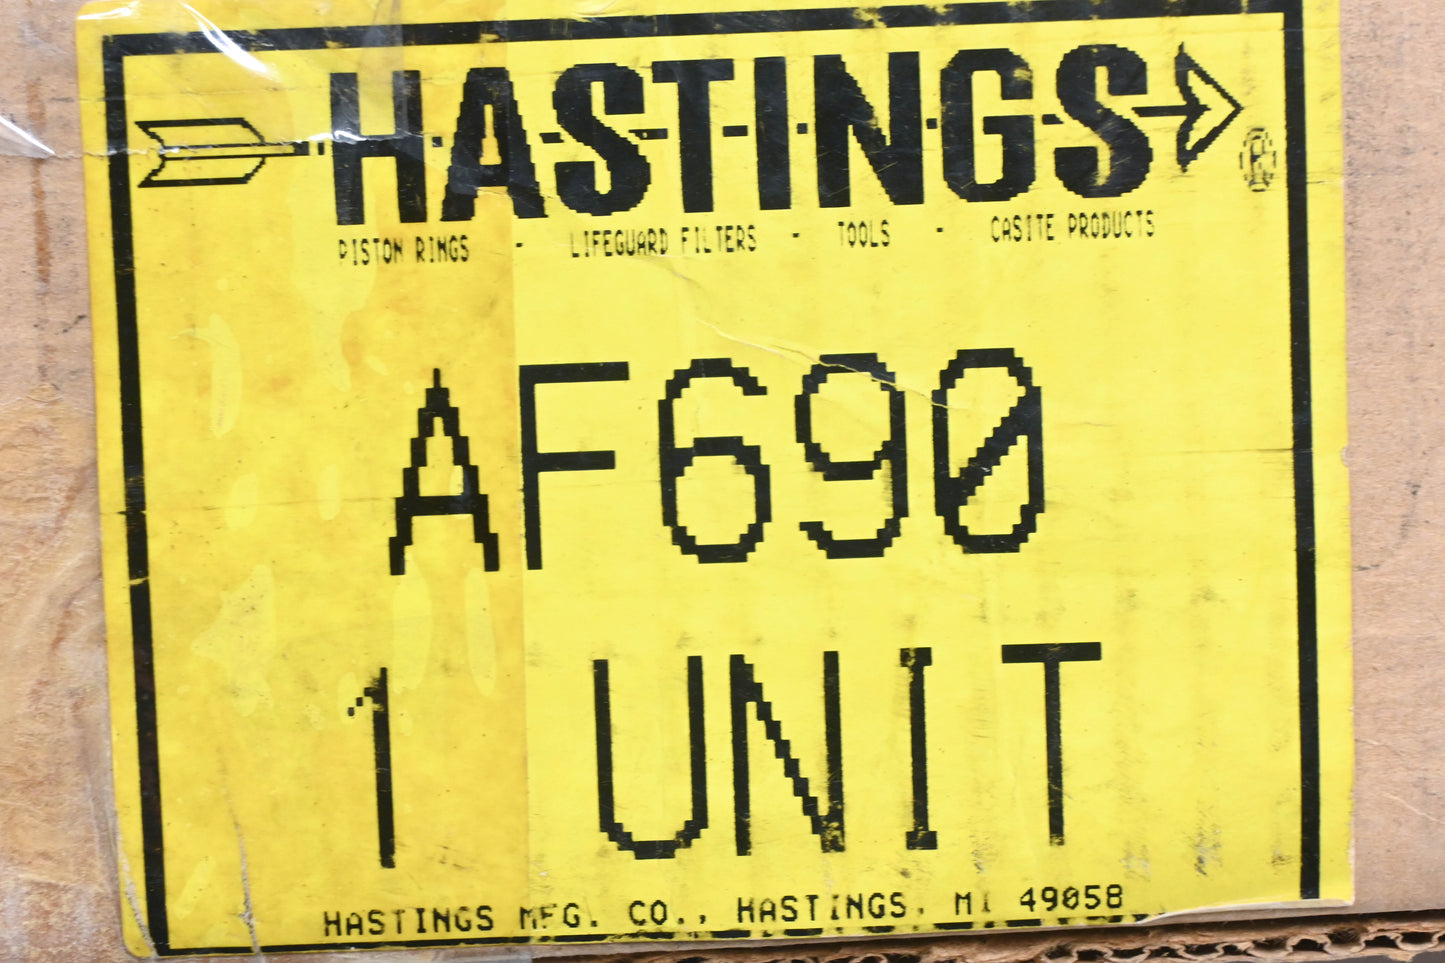 HASTINGS
PISTON RINGS - LIFEGUARD FILTERS - TOOLS - CASITE PRODUCTS
AF690
1 UNIT
HASTINGS MFG. CO., HASTINGS, MI 49058